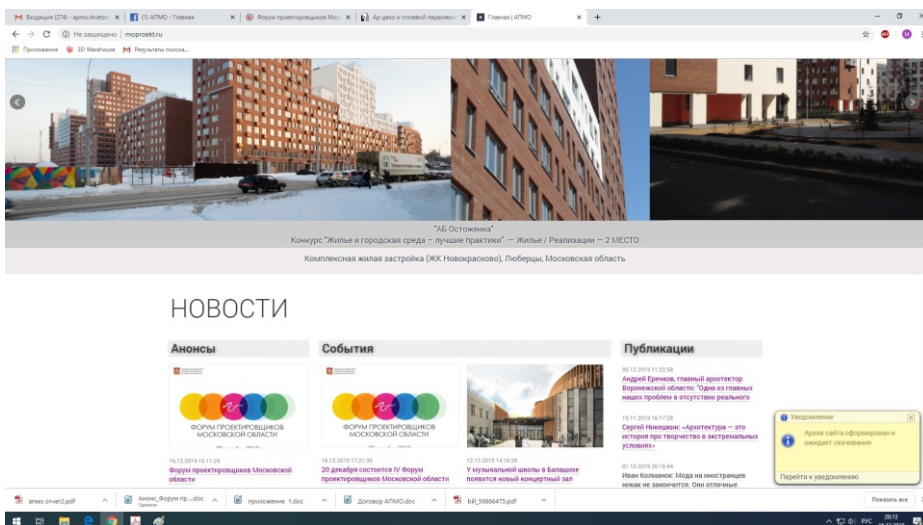 Входящие (274) - apmo.otvetse
(1) АПМО - Главная
Форум проектировщиков Мос
Ар-деко и стилевой параллели
Главная | АПМО
Не защищено | moproekt.ru
Приложения 3D Warehouse Результаты поиска...
"АБ Остоженка"
Конкурс "Жилье и городская среда – лучшие практики" — Жилье / Реализации — 2 МЕСТО
Комплексная жилая застройка (ЖК Новокрасково), Люберцы, Московская область
НОВОСТИ
Анонсы
ФОРУМ ПРОЕКТИРОВЩИКОВ
МОСКОВСКОЙ ОБЛАСТИ
16.12.2019 15:11:29
Форум проектировщиков Московской
области
События
ФОРУМ ПРОЕКТИРОВЩИКОВ
МОСКОВСКОЙ ОБЛАСТИ
16.12.2019 17:21:30
20 декабря состоится IV Форум
проектировщиков Московской области
12.12.2019 14:16:20
У музыкальной школы в Балашихе
появится новый концертный зал
Публикации
09.12.2019 11:22:58
Андрей Еренков, главный архитектор
Воронежской области: "Одна из главных
наших проблем в отсутствие реального
19.11.2019 16:17:28
Сергей Никешкин: «Архитектура — это
история про творчество в экстремальных
условиях»
01.10.2019 20:16:44
Иван Колманок: Мода на иностранцев
никак не закончится. Они отличные
Уведомление
Архив сайта сформирован и
ожидает скачивания
Перейти к уведомлению
апмо отчет2.pdf
Анонс_Форум пр....doc
Удалено
приложение 1.doc
Договор АПМО.doc
bill_59866475.pdf
Показать все
РУС
20:13